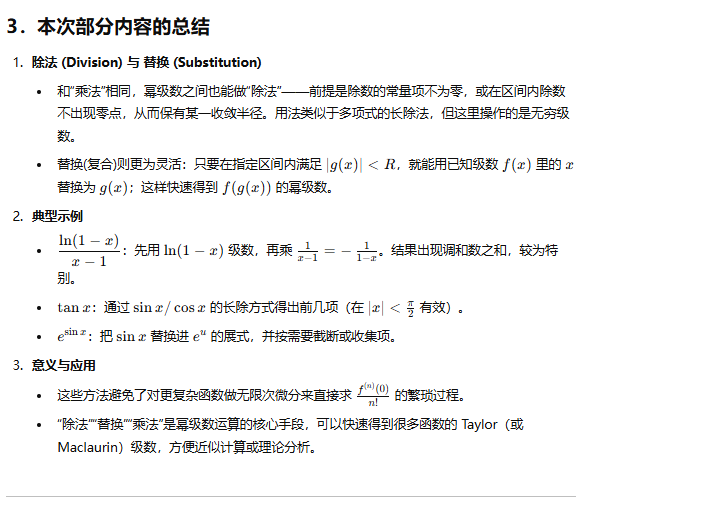 3．本次部分内容的总结
1. 除法 (Division) 与 替换 (Substitution)
• 和“乘法”相同，幂级数之间也能做“除法”——前提是除数的常量项不为零，或在区间内除数
不出现零点，从而保有某一收敛半径。用法类似于多项式的长除法，但这里操作的是无穷级
数。
• 替换(复合)则更为灵活：只要在指定区间内满足 |g(x)| < R，就能用已知级数 f(x) 里的 x
替换为 g(x)；这样快速得到 f(g(x)) 的幂级数。
2. 典型示例
• \frac{\ln(1-x)}{x-1}：先用 ln(1 − x) 级数，再乘 \frac{1}{x-1} = -\frac{1}{1-x}。结果出现调和数之和，较为特
别。
• tan x：通过 sin x/ cos x 的长除方式得出前几项（在 |x| < \frac{π}{2} 有效）。
• e^{sin x}：把 sin x 替换进 e^u 的展式，并按需要截断或收集项。
3. 意义与应用
• 这些方法避免了对更复杂函数做无限次微分来直接求 \frac{f^{(n)}(0)}{n!} 的繁琐过程。
• “除法”“替换”“乘法”是幂级数运算的核心手段，可以快速得到很多函数的 Taylor（或
Maclaurin）级数，方便近似计算或理论分析。